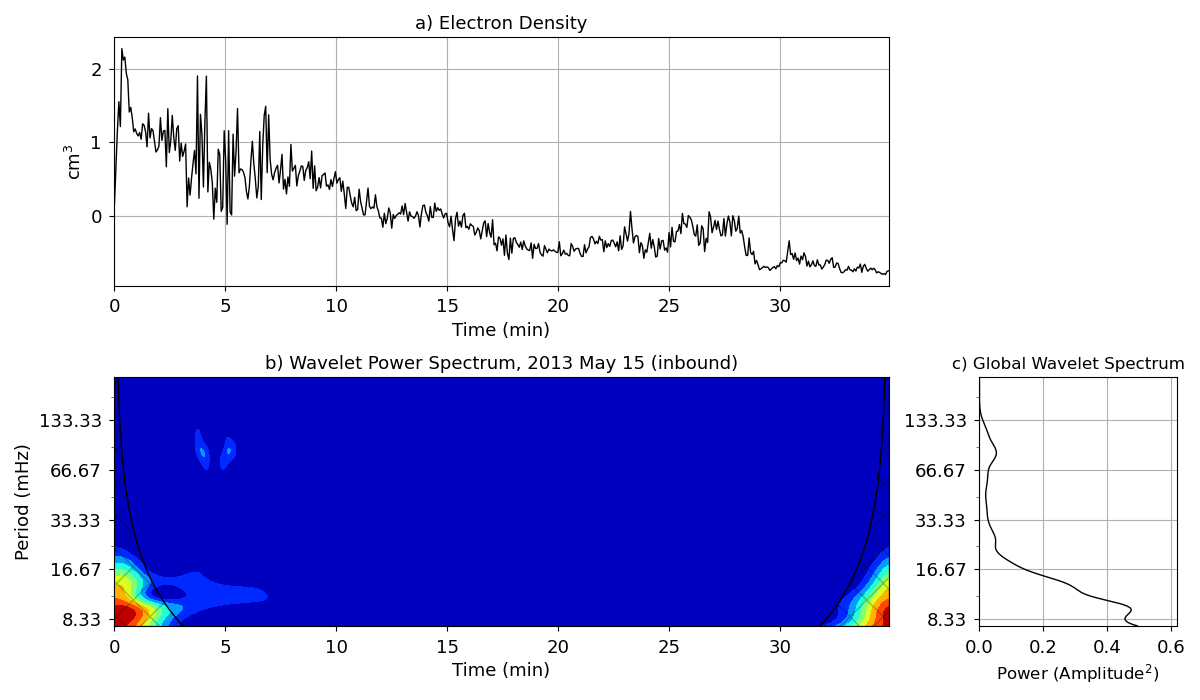 a) Electron Density
2
1
0
cm³
0 5 10 15 20 25 30
Time (min)
b) Wavelet Power Spectrum, 2013 May 15 (inbound)
133.33
66.67
33.33
16.67
8.33
Period (mHz)
0 5 10 15 20 25 30
Time (min)
c) Global Wavelet Spectrum
133.33
66.67
33.33
16.67
8.33
0.0 0.2 0.4 0.6
Power (Amplitude²)